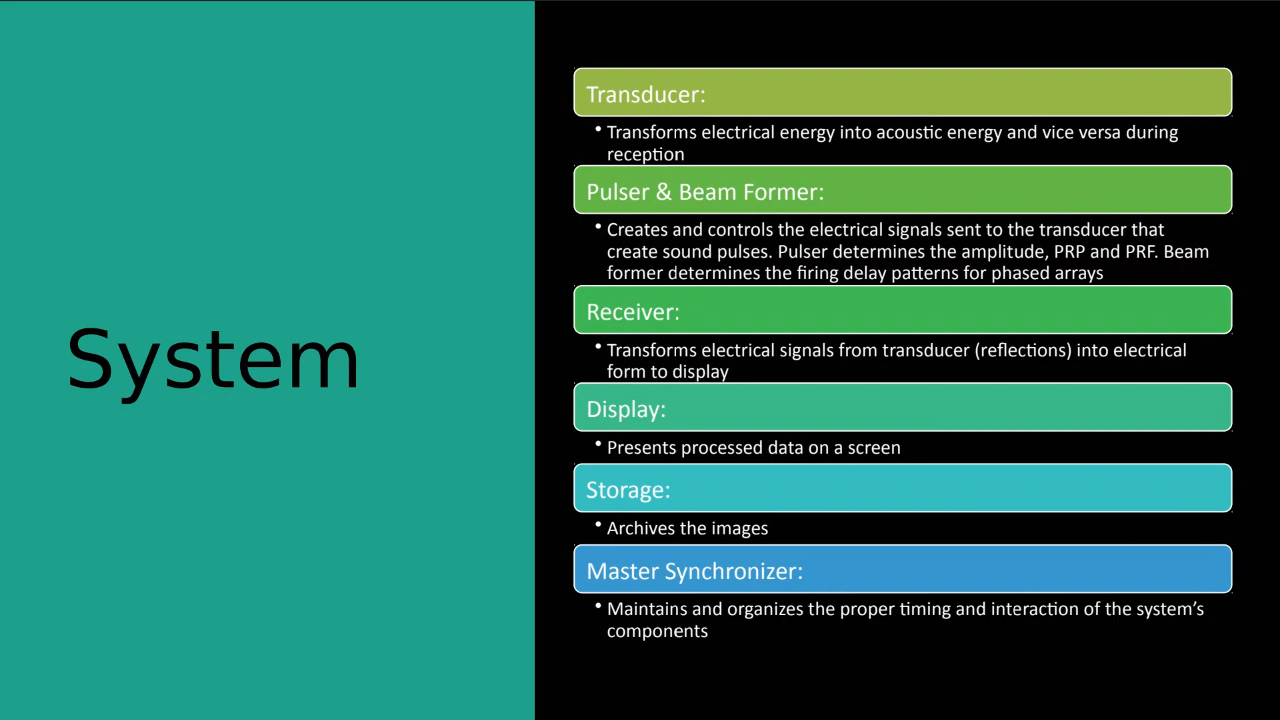 System
Transducer:
• Transforms electrical energy into acoustic energy and vice versa during
reception
Pulser & Beam Former:
• Creates and controls the electrical signals sent to the transducer that
create sound pulses. Pulser determines the amplitude, PRP and PRF. Beam
former determines the firing delay patterns for phased arrays
Receiver:
• Transforms electrical signals from transducer (reflections) into electrical
form to display
Display:
• Presents processed data on a screen
Storage:
• Archives the images
Master Synchronizer:
• Maintains and organizes the proper timing and interaction of the system’s
components